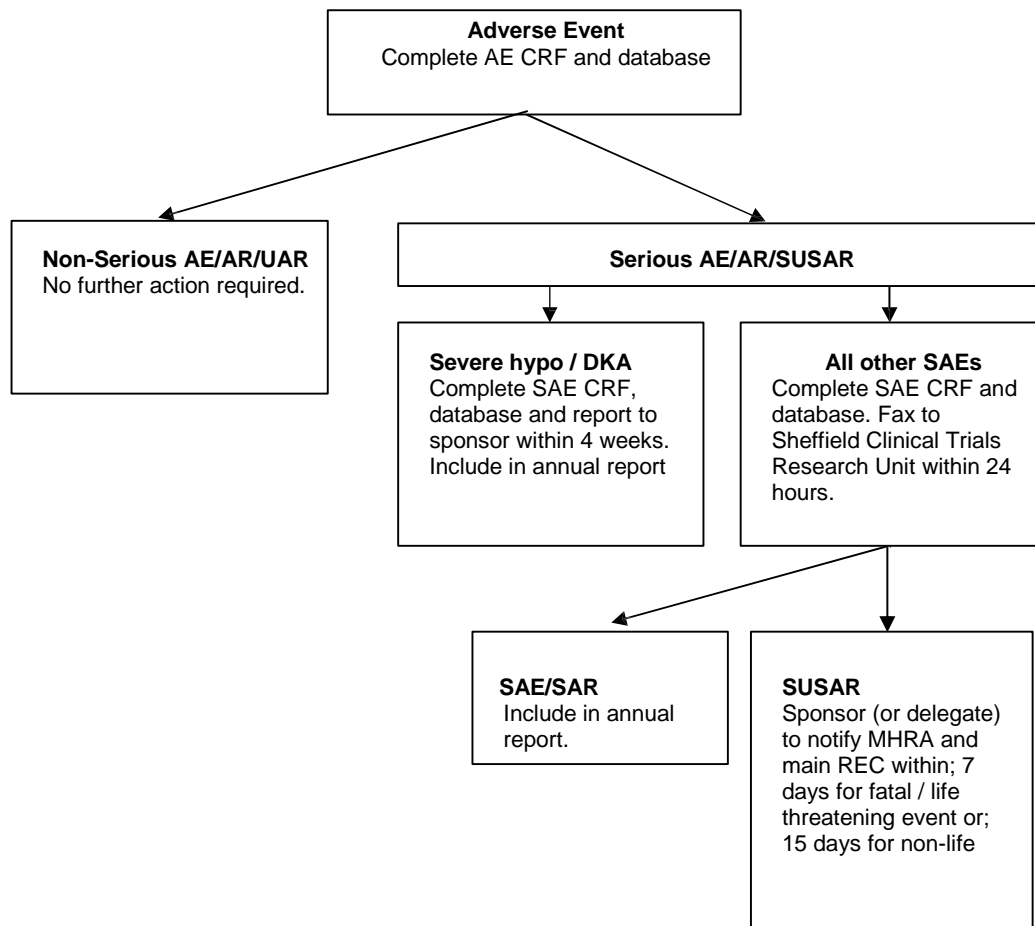 Adverse Event
Complete AE CRF and database
Non-Serious AE/AR/UAR
No further action required.
Serious AE/AR/SUSAR
Severe hypo / DKA
Complete SAE CRF,
database and report to
sponsor within 4 weeks.
Include in annual report
All other SAEs
Complete SAE CRF and
database. Fax to
Sheffield Clinical Trials
Research Unit within 24
hours.
SAE/SAR
Include in annual
report.
SUSAR
Sponsor (or delegate)
to notify MHRA and
main REC within; 7
days for fatal / life
threatening event or;
15 days for non-life